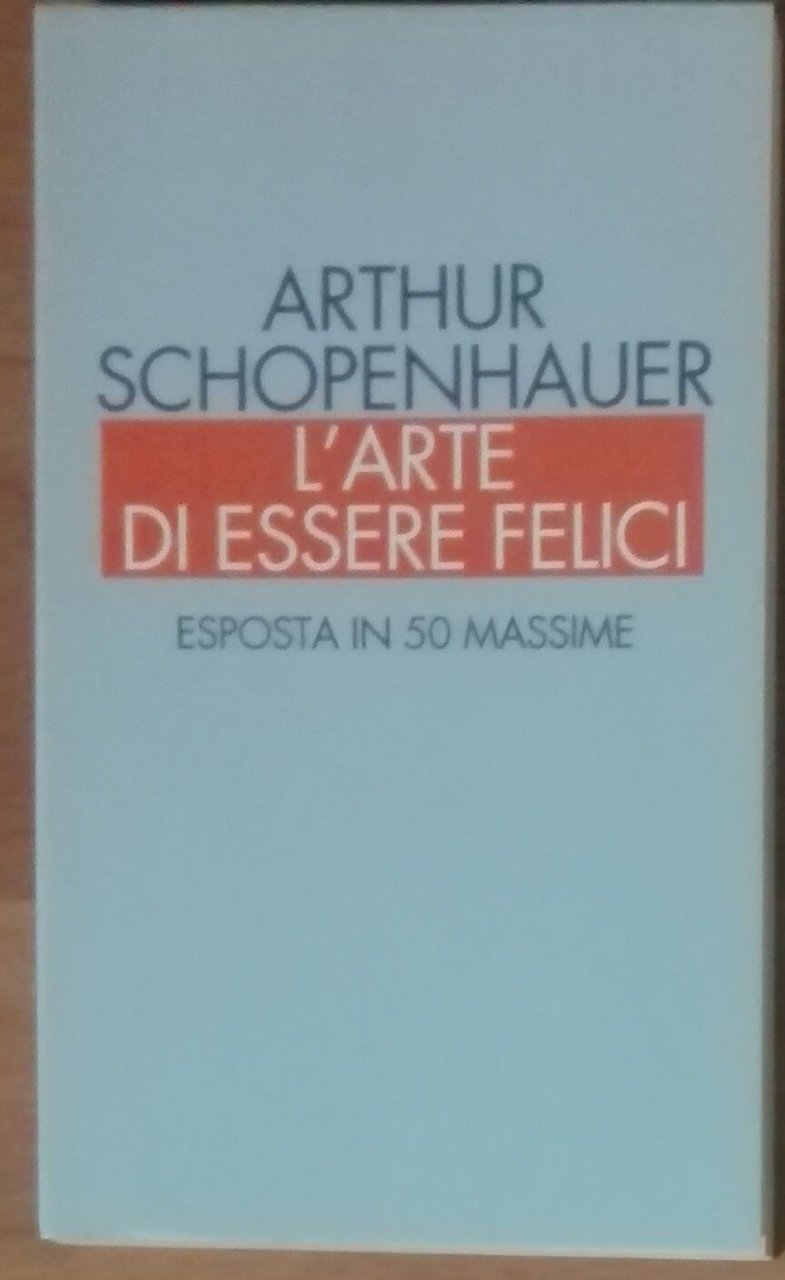 ARTHUR
SCHOPENHAUER
L'ARTE
DI ESSERE FELICI
ESPOSTA IN 50 MASSIME